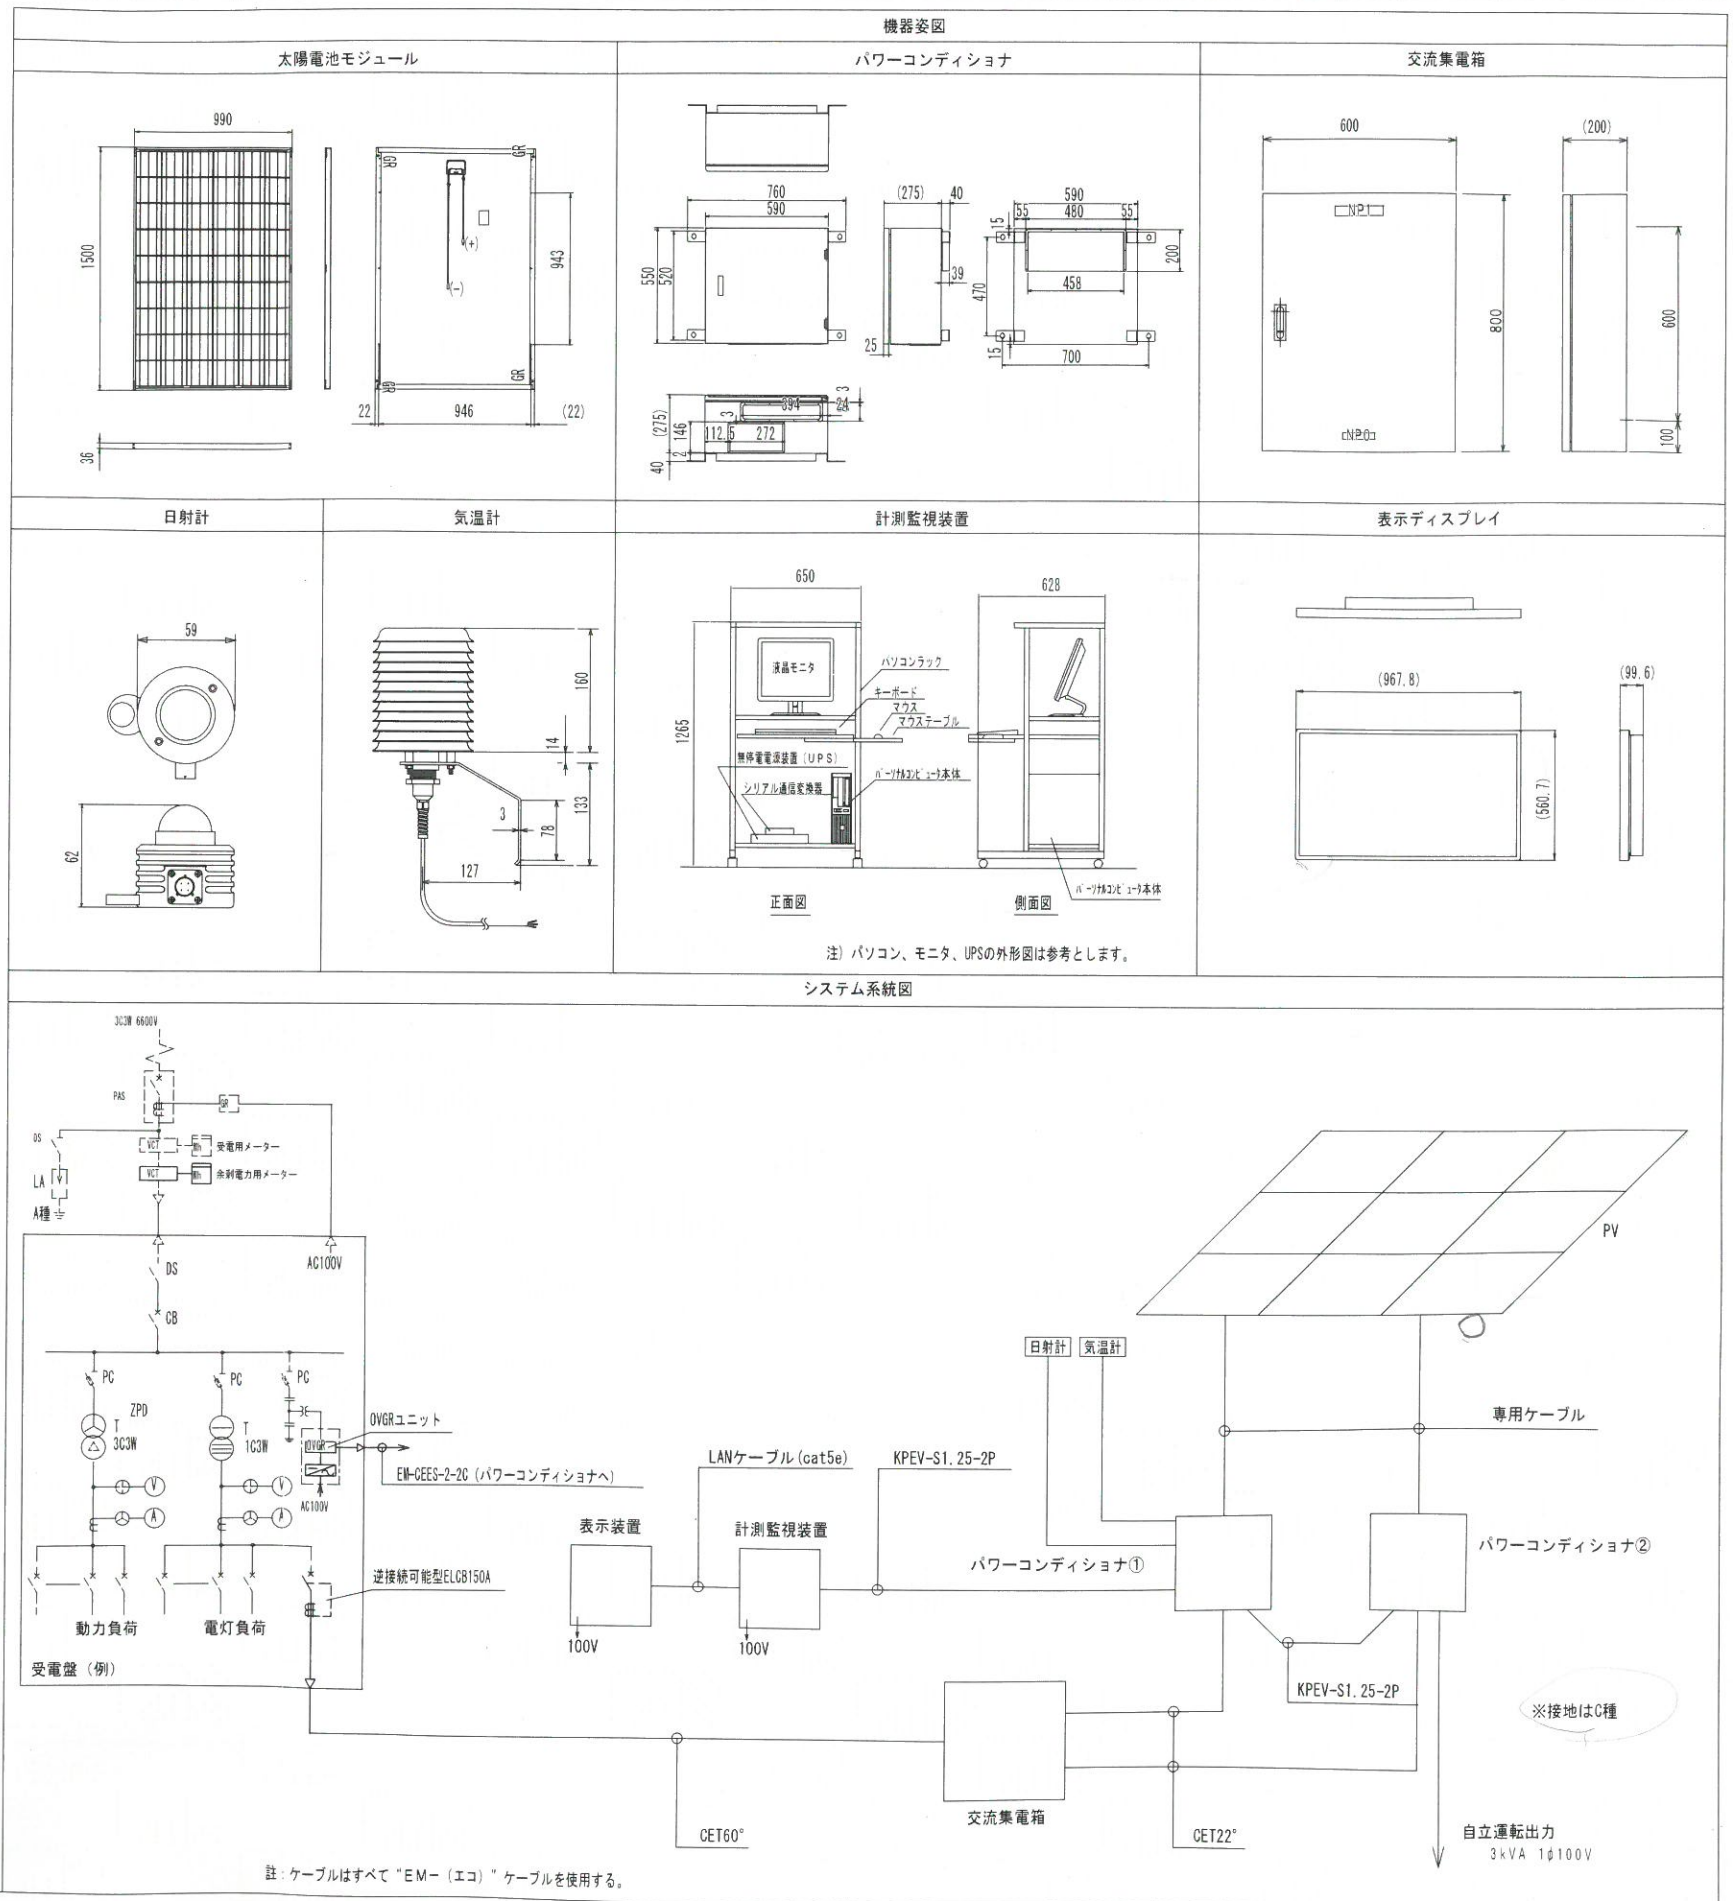 機器姿図
太陽電池モジュール
パワーコンディショナ
交流集電箱
990
1500
36
GR
GR
(+)
(-)
943
GR
GR
22
946
(22)
760
590
550
520
(275)
40
39
25
590
55
480
55
15
200
458
470
15
700
394
24
3
(275)
146
3
112.5
272
2
40
600
(200)
NP1
800
600
NP0
100
日射計
気温計
計測監視装置
表示ディスプレイ
59
62
160
14
133
3
78
127
650
628
1265
液晶モニタ
パソコンラック
キーボード
マウス
マウステーブル
無停電電源装置(UPS)
シリアル通信変換器
パーソナルコンピュータ本体
パーソナルコンピュータ本体
正面図
側面図
注) パソコン、モニタ、UPSの外形図は参考とします。
(967.8)
(99.6)
(560.7)
システム系統図
3C3W 6600V
PAS
GR
DS
VCT
Wh
受電用メーター
VCT
Wh
余剰電力用メーター
LA
A種
AC100V
DS
CB
PC
PC
PC
ZPD
T
3C3W
T
1C3W
OVGR
OVGRユニット
EM-CEES-2-2C (パワーコンディショナへ)
AC100V
V
V
A
A
逆接続可能型ELCB150A
動力負荷
電灯負荷
受電盤 (例)
PV
日射計
気温計
専用ケーブル
LANケーブル(cat5e)
KPEV-S1.25-2P
表示装置
計測監視装置
100V
100V
パワーコンディショナ①
パワーコンディショナ②
KPEV-S1.25-2P
※接地はC種
交流集電箱
CET60°
CET22°
自立運転出力
3kVA 1φ100V
註:ケーブルはすべて "EM-(エコ)" ケーブルを使用する。